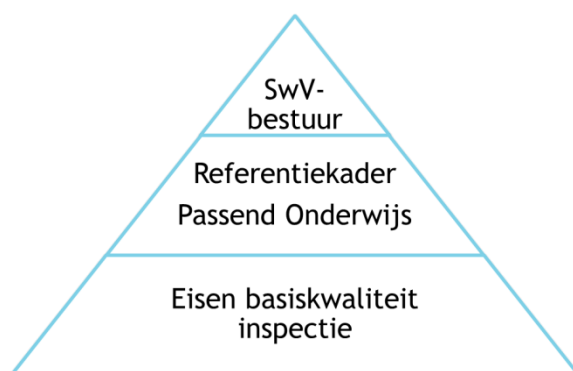 SwV-
bestuur
Referentiekader
Passend Onderwijs
Eisen basiskwaliteit
inspectie